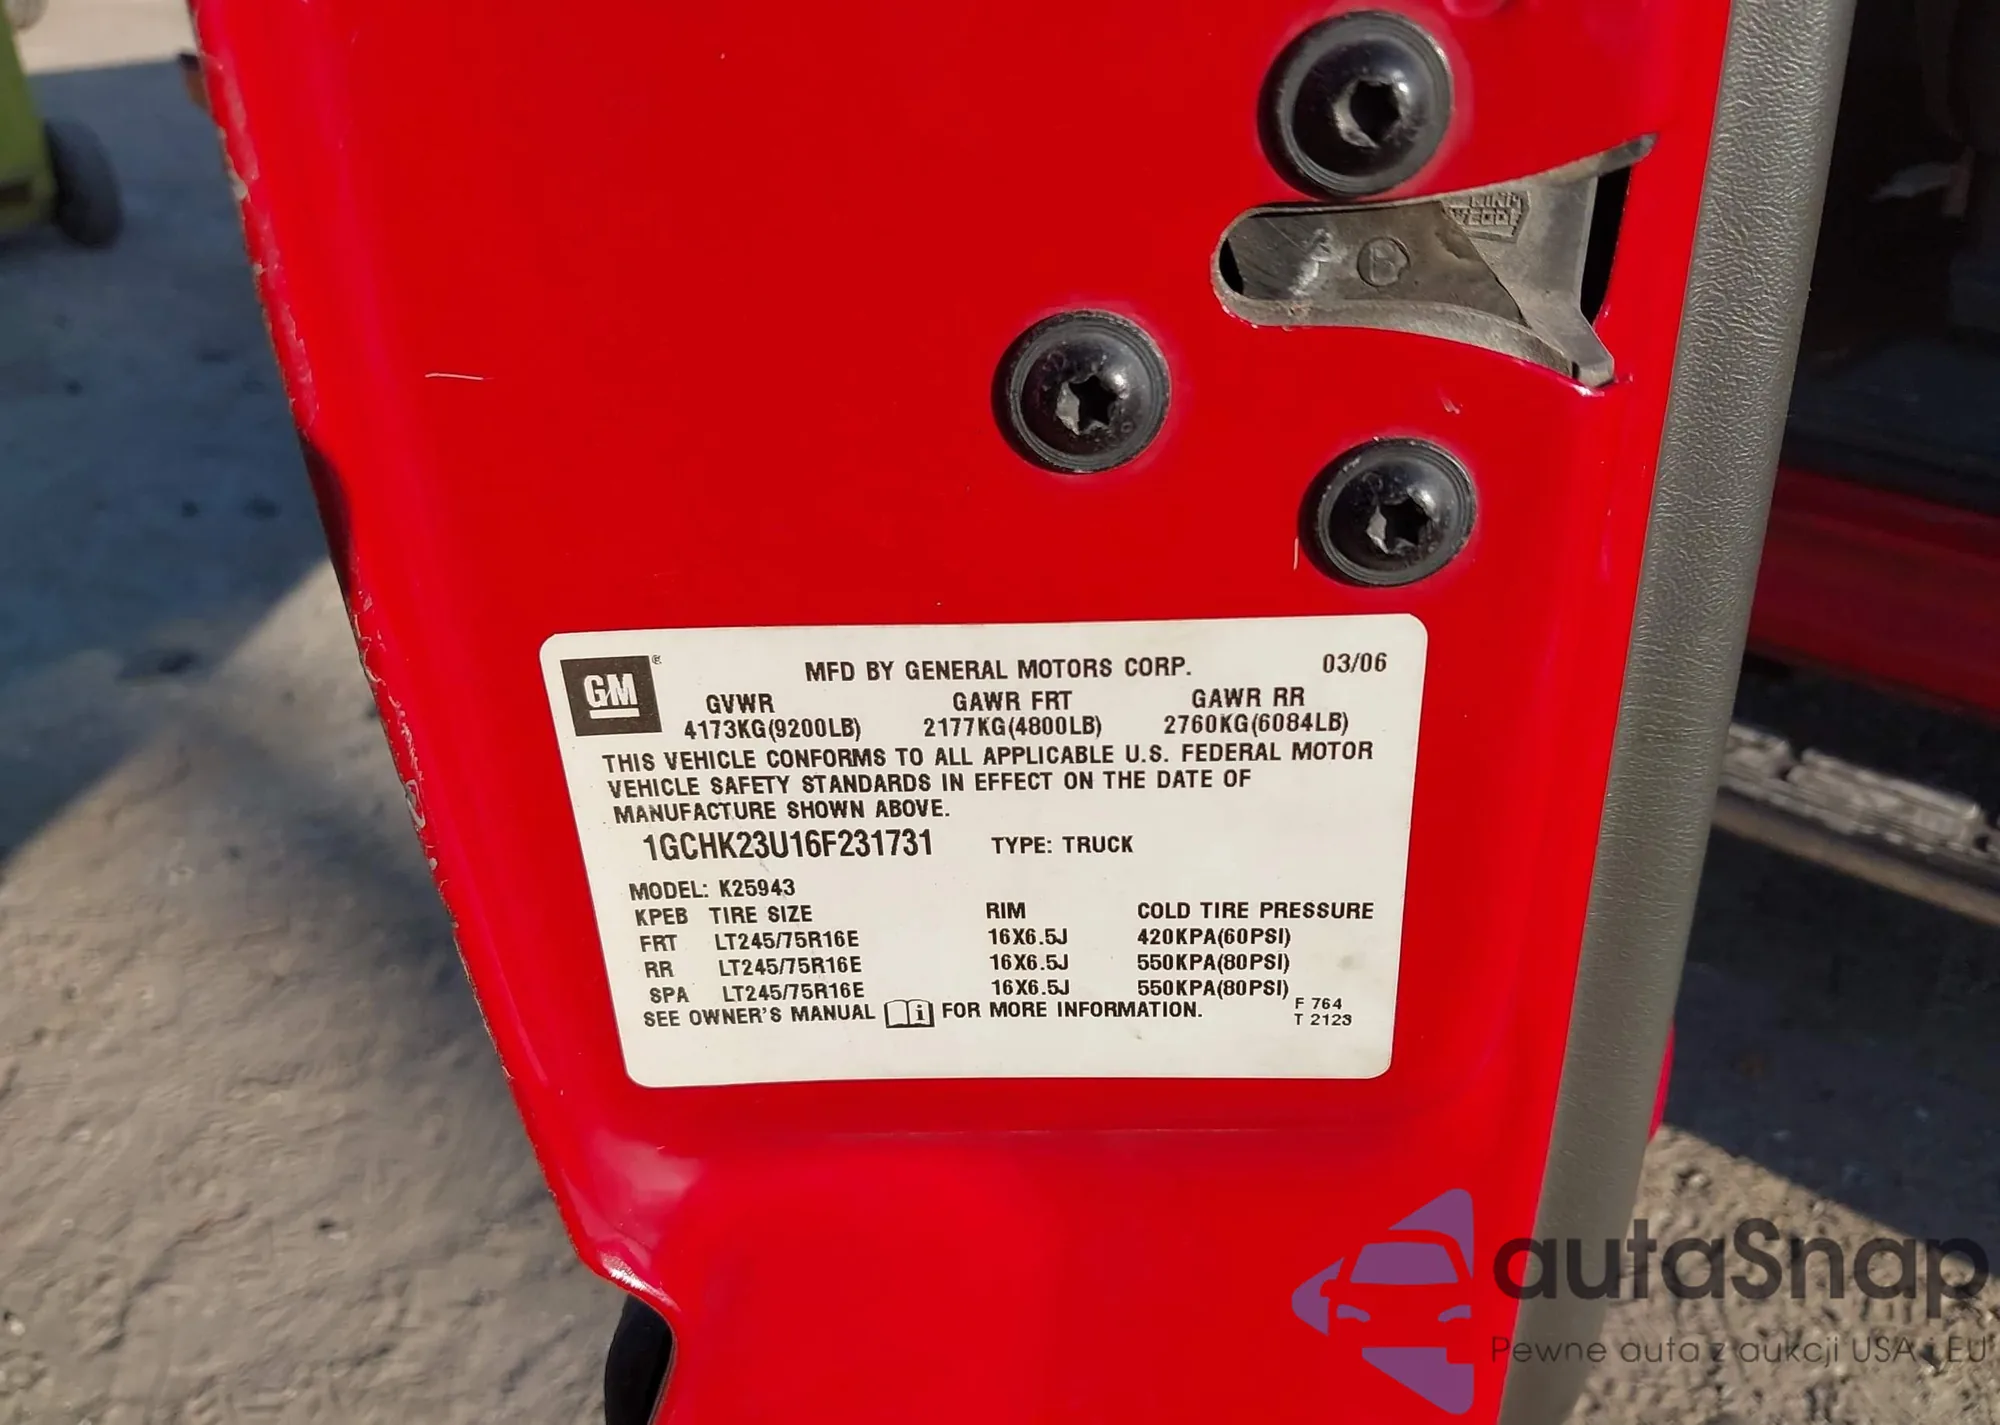 B
GM®
MFD BY GENERAL MOTORS CORP. 03/06
GVWR GAWR FRT GAWR RR
4173KG(9200LB) 2177KG(4800LB) 2760KG(6084LB)
THIS VEHICLE CONFORMS TO ALL APPLICABLE U.S. FEDERAL MOTOR
VEHICLE SAFETY STANDARDS IN EFFECT ON THE DATE OF
MANUFACTURE SHOWN ABOVE.
1GCHK23U16F231731 TYPE: TRUCK
MODEL: K25943
KPEB TIRE SIZE RIM COLD TIRE PRESSURE
FRT LT245/75R16E 16X6.5J 420KPA(60PSI)
RR LT245/75R16E 16X6.5J 550KPA(80PSI)
SPA LT245/75R16E 16X6.5J 550KPA(80PSI)
SEE OWNER'S MANUAL i FOR MORE INFORMATION.
F 764
T 2123
autaSnap
Pewne auta z aukcji USA i EU